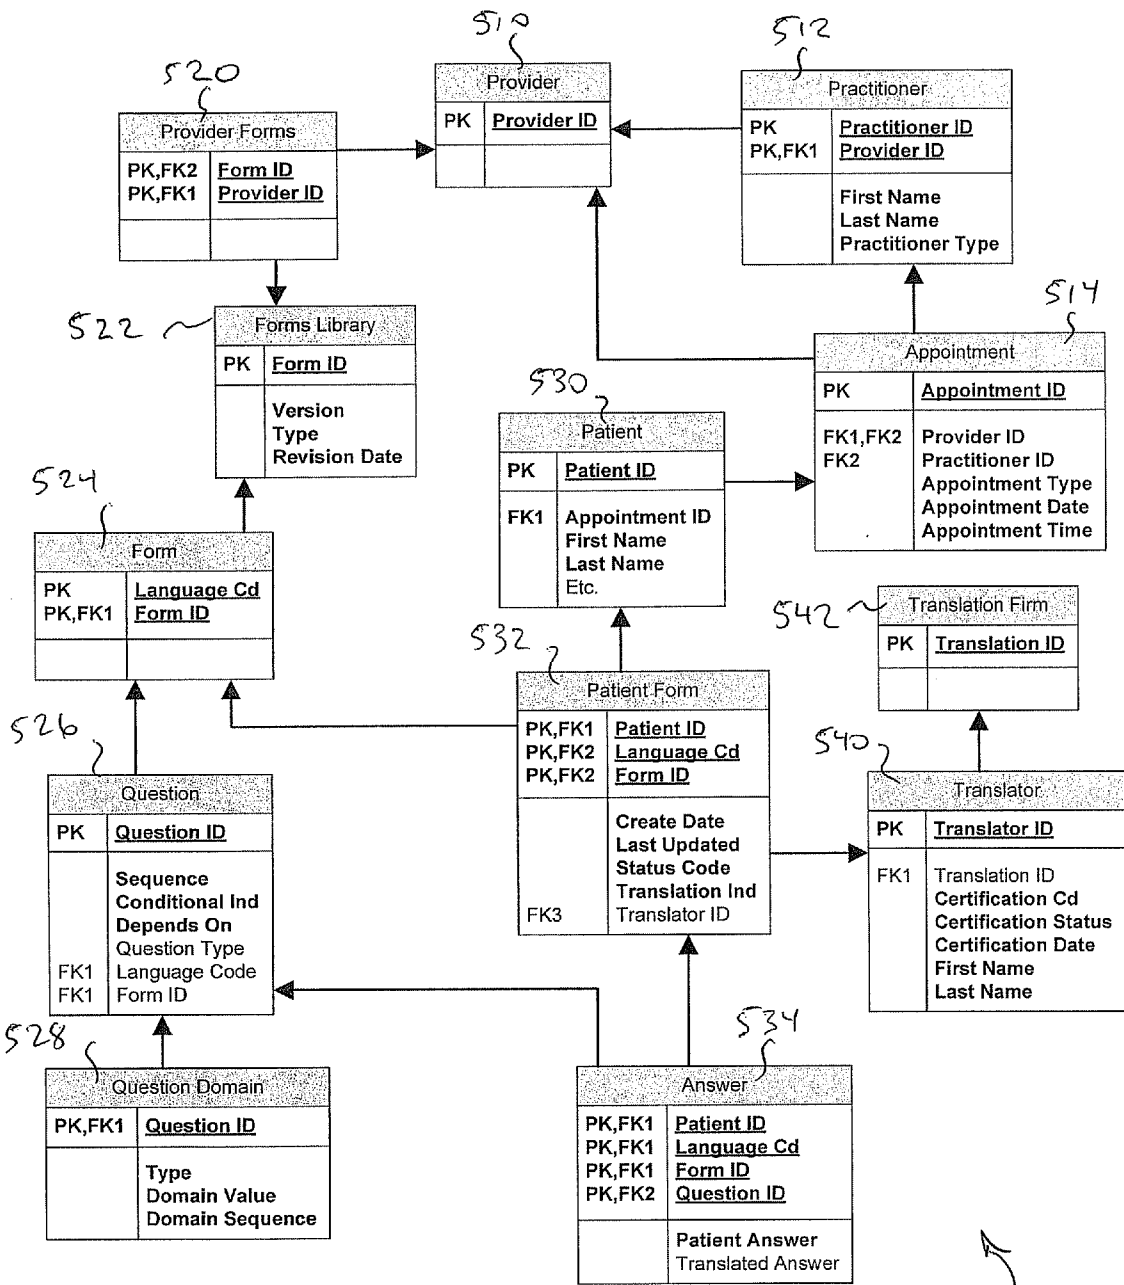 510
Provider
PK Provider ID
512
Practitioner
PK Practitioner ID
PK,FK1 Provider ID
First Name
Last Name
Practitioner Type
520
Provider Forms
PK,FK2 Form ID
PK,FK1 Provider ID
522
Forms Library
PK Form ID
Version
Type
Revision Date
514
Appointment
PK Appointment ID
FK1,FK2 Provider ID
FK2 Practitioner ID
Appointment Type
Appointment Date
Appointment Time
530
Patient
PK Patient ID
FK1 Appointment ID
First Name
Last Name
Etc.
524
Form
PK Language Cd
PK,FK1 Form ID
542
Translation Firm
PK Translation ID
532
Patient Form
PK,FK1 Patient ID
PK,FK2 Language Cd
PK,FK2 Form ID
Create Date
Last Updated
Status Code
Translation Ind
FK3 Translator ID
540
Translator
PK Translator ID
FK1 Translation ID
Certification Cd
Certification Status
Certification Date
First Name
Last Name
526
Question
PK Question ID
Sequence
Conditional Ind
Depends On
Question Type
FK1 Language Code
FK1 Form ID
528
Question Domain
PK,FK1 Question ID
Type
Domain Value
Domain Sequence
534
Answer
PK,FK1 Patient ID
PK,FK1 Language Cd
PK,FK1 Form ID
PK,FK2 Question ID
Patient Answer
Translated Answer